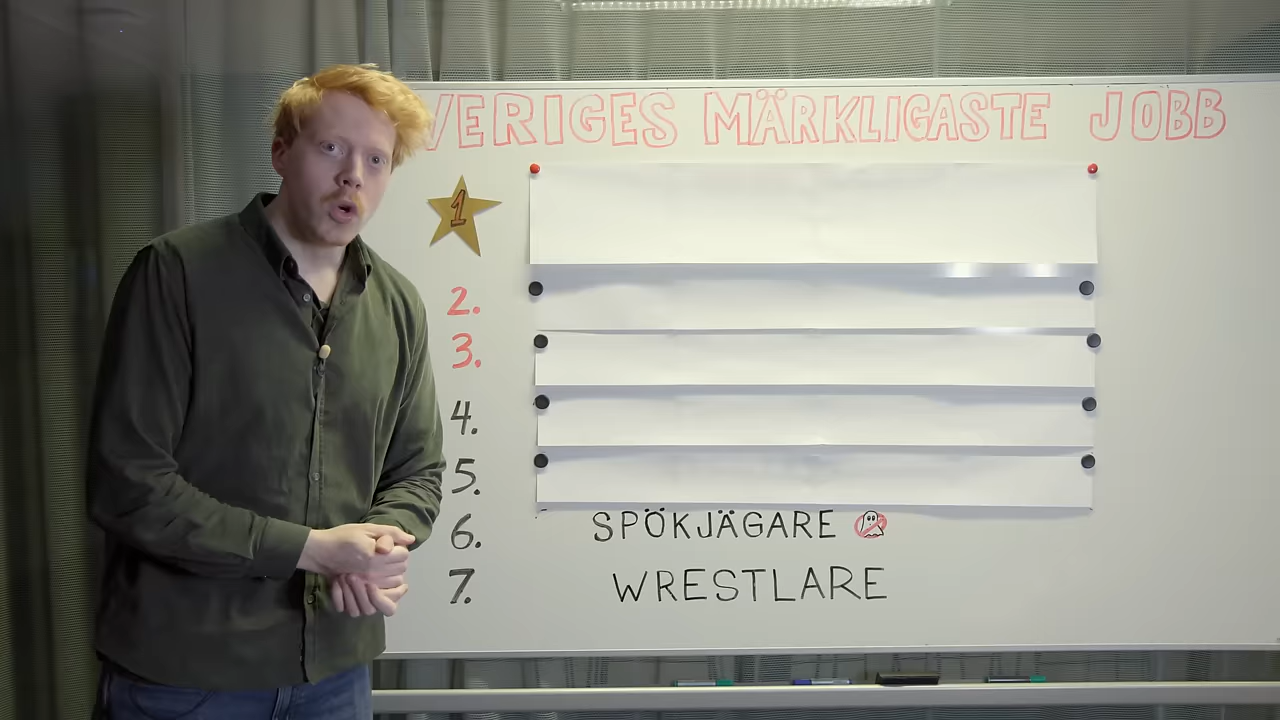 VERIGES MÄRKLIGASTE JOBB
1
2.
3.
4.
5.
6. SPÖKJÄGARE
7. WRESTLARE